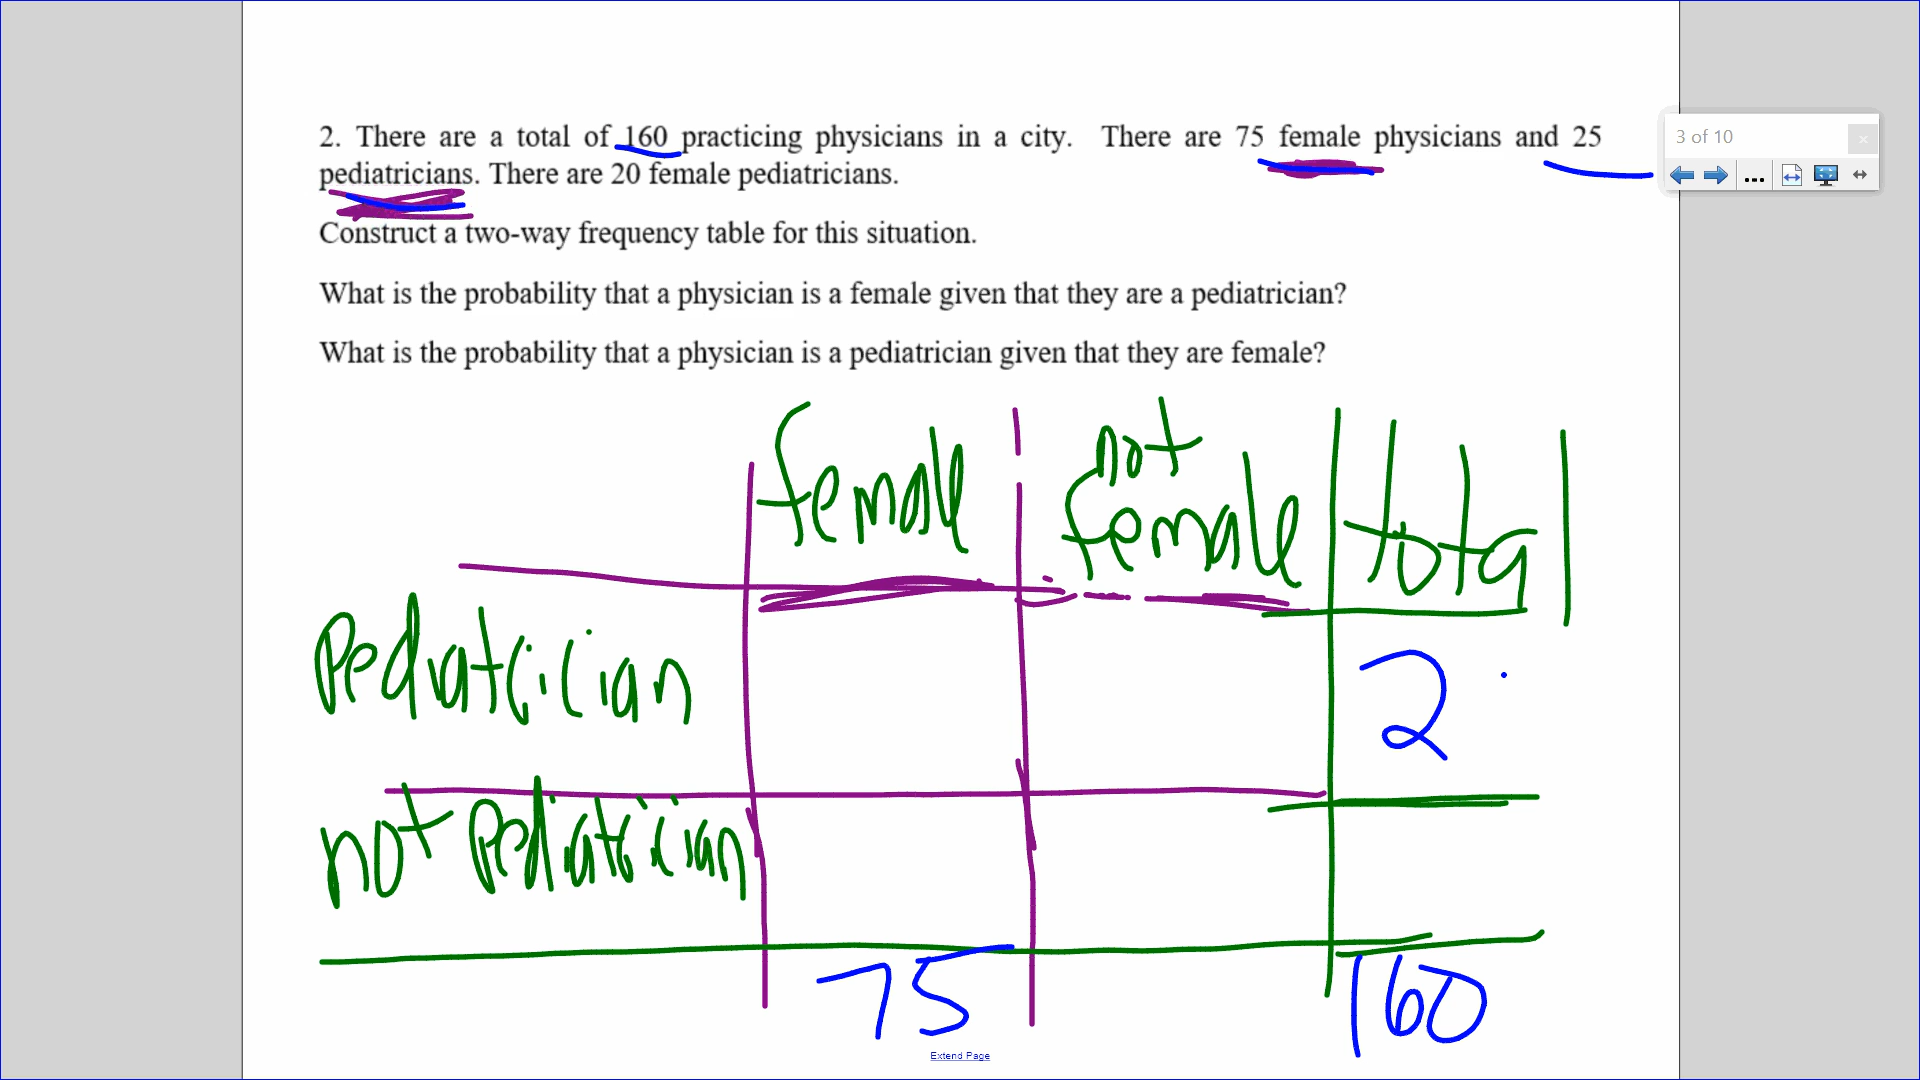 2. There are a total of 160 practicing physicians in a city. There are 75 female physicians and 25
pediatricians. There are 20 female pediatricians.
Construct a two-way frequency table for this situation.
What is the probability that a physician is a female given that they are a pediatrician?
What is the probability that a physician is a pediatrician given that they are female?
3 of 10
...
female
not
female
total
Pediatrician
2
not Pediatrician
75
160
Extend Page